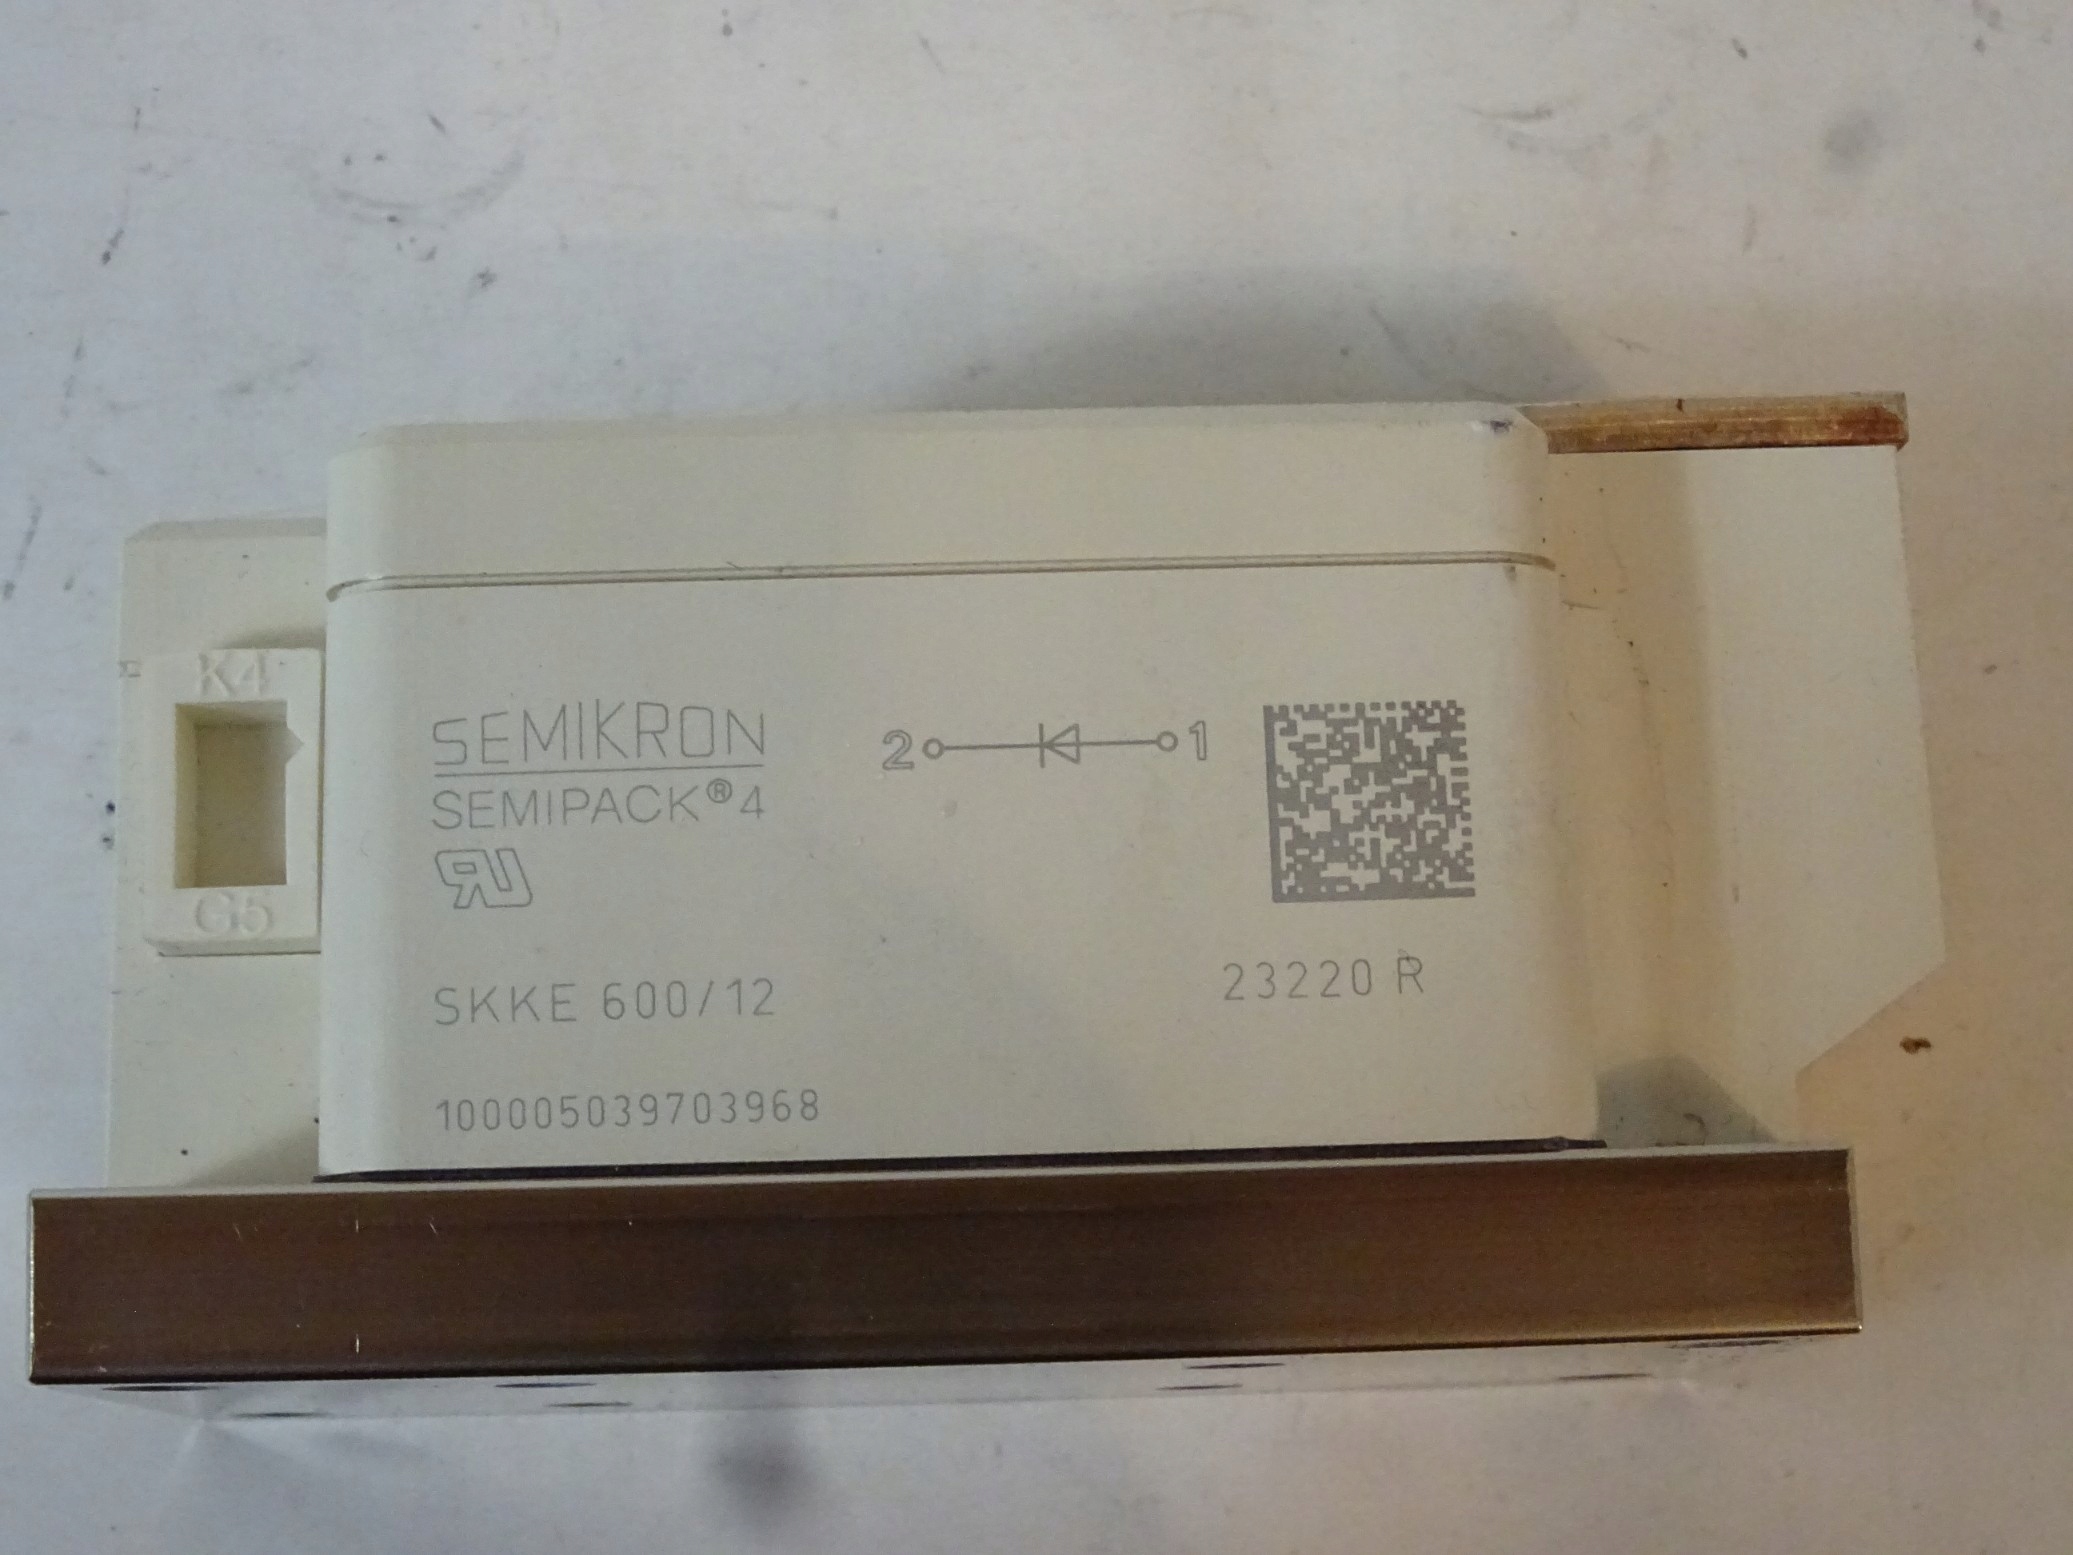 K4
G5
SEMIKRON
SEMIPACK®4
2 1
SKKE 600/12
23220 R
100005039703968